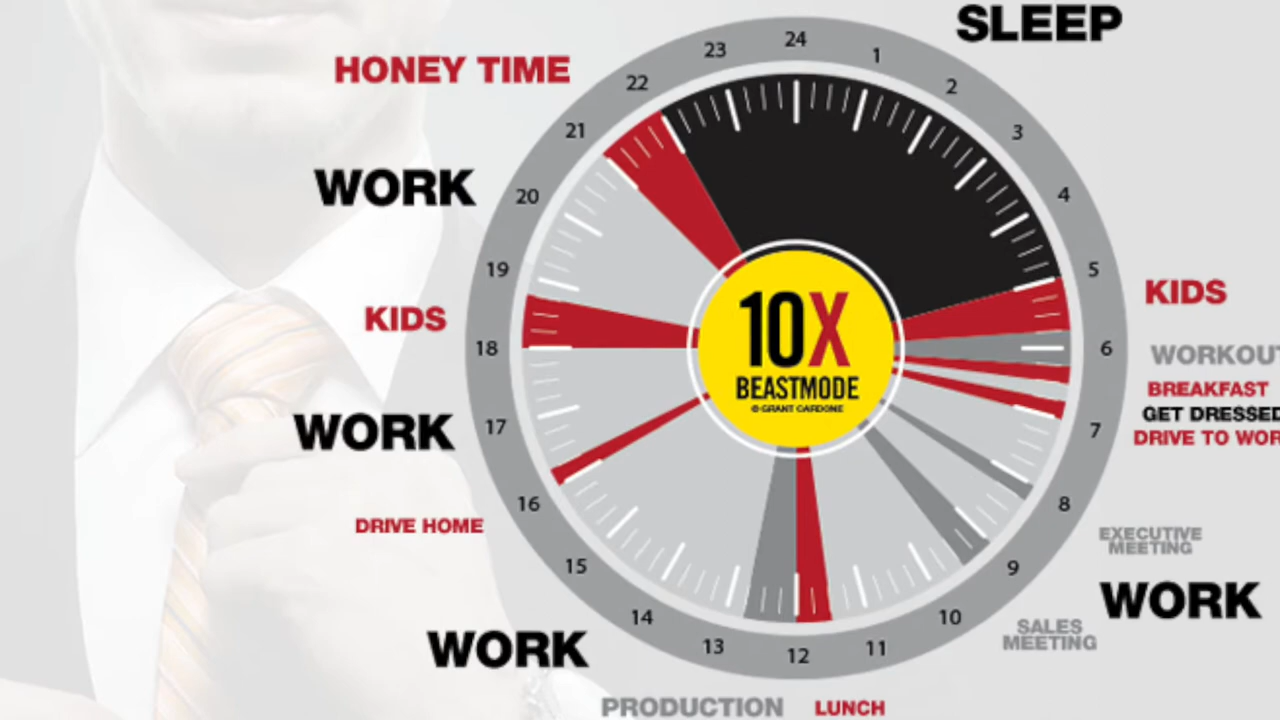 SLEEP
HONEY TIME
WORK
KIDS
WORK
DRIVE HOME
WORK
PRODUCTION
LUNCH
SALES
MEETING
WORK
EXECUTIVE
MEETING
DRIVE TO WOR
GET DRESSED
BREAKFAST
WORKOUT
KIDS
24
1
2
3
4
5
6
7
8
9
10
11
12
13
14
15
16
17
18
19
20
21
22
23
10X
BEASTMODE
© GRANT CARDONE